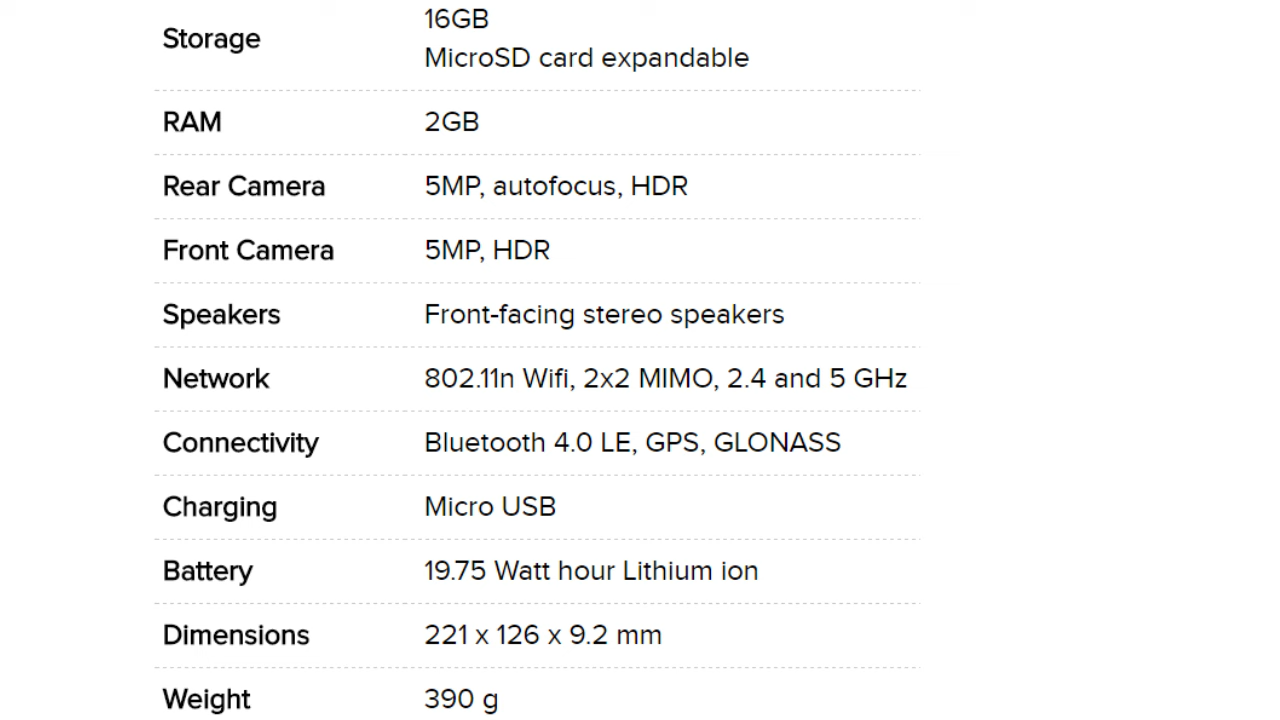 Storage
16GB
MicroSD card expandable
RAM
2GB
Rear Camera
5MP, autofocus, HDR
Front Camera
5MP, HDR
Speakers
Front-facing stereo speakers
Network
802.11n Wifi, 2x2 MIMO, 2.4 and 5 GHz
Connectivity
Bluetooth 4.0 LE, GPS, GLONASS
Charging
Micro USB
Battery
19.75 Watt hour Lithium ion
Dimensions
221 x 126 x 9.2 mm
Weight
390 g